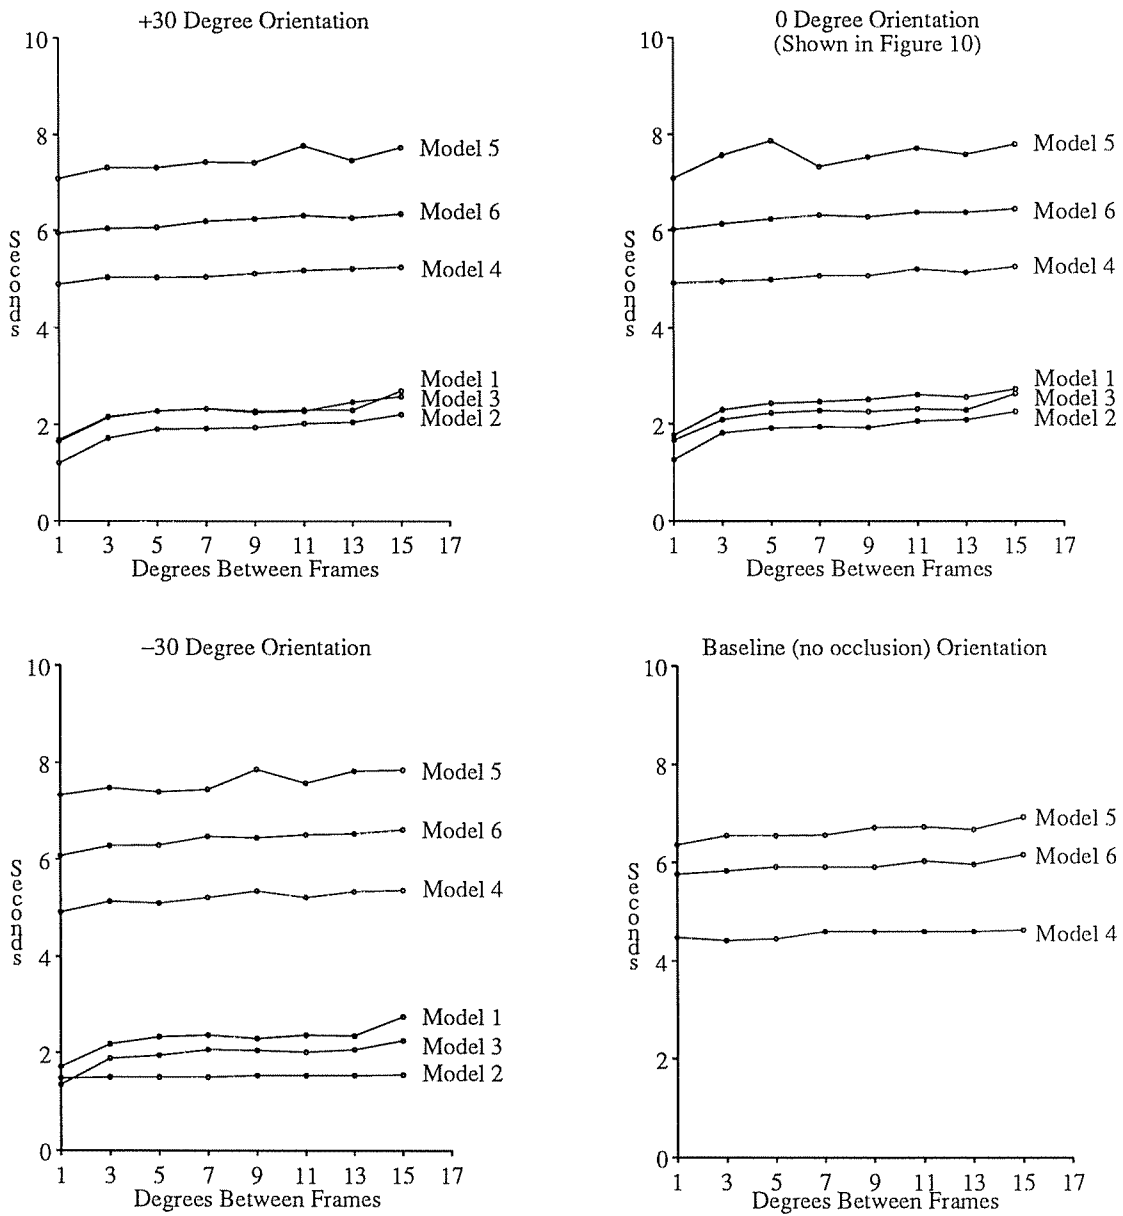 +30 Degree Orientation
10
8
6
4
2
0
Seconds
Model 5
Model 6
Model 4
Model 1
Model 3
Model 2
1 3 5 7 9 11 13 15 17
Degrees Between Frames
0 Degree Orientation
(Shown in Figure 10)
10
8
6
4
2
0
Seconds
Model 5
Model 6
Model 4
Model 1
Model 3
Model 2
1 3 5 7 9 11 13 15 17
Degrees Between Frames
−30 Degree Orientation
10
8
6
4
2
0
Seconds
Model 5
Model 6
Model 4
Model 1
Model 3
Model 2
1 3 5 7 9 11 13 15 17
Degrees Between Frames
Baseline (no occlusion) Orientation
10
8
6
4
2
0
Seconds
Model 5
Model 6
Model 4
1 3 5 7 9 11 13 15 17
Degrees Between Frames